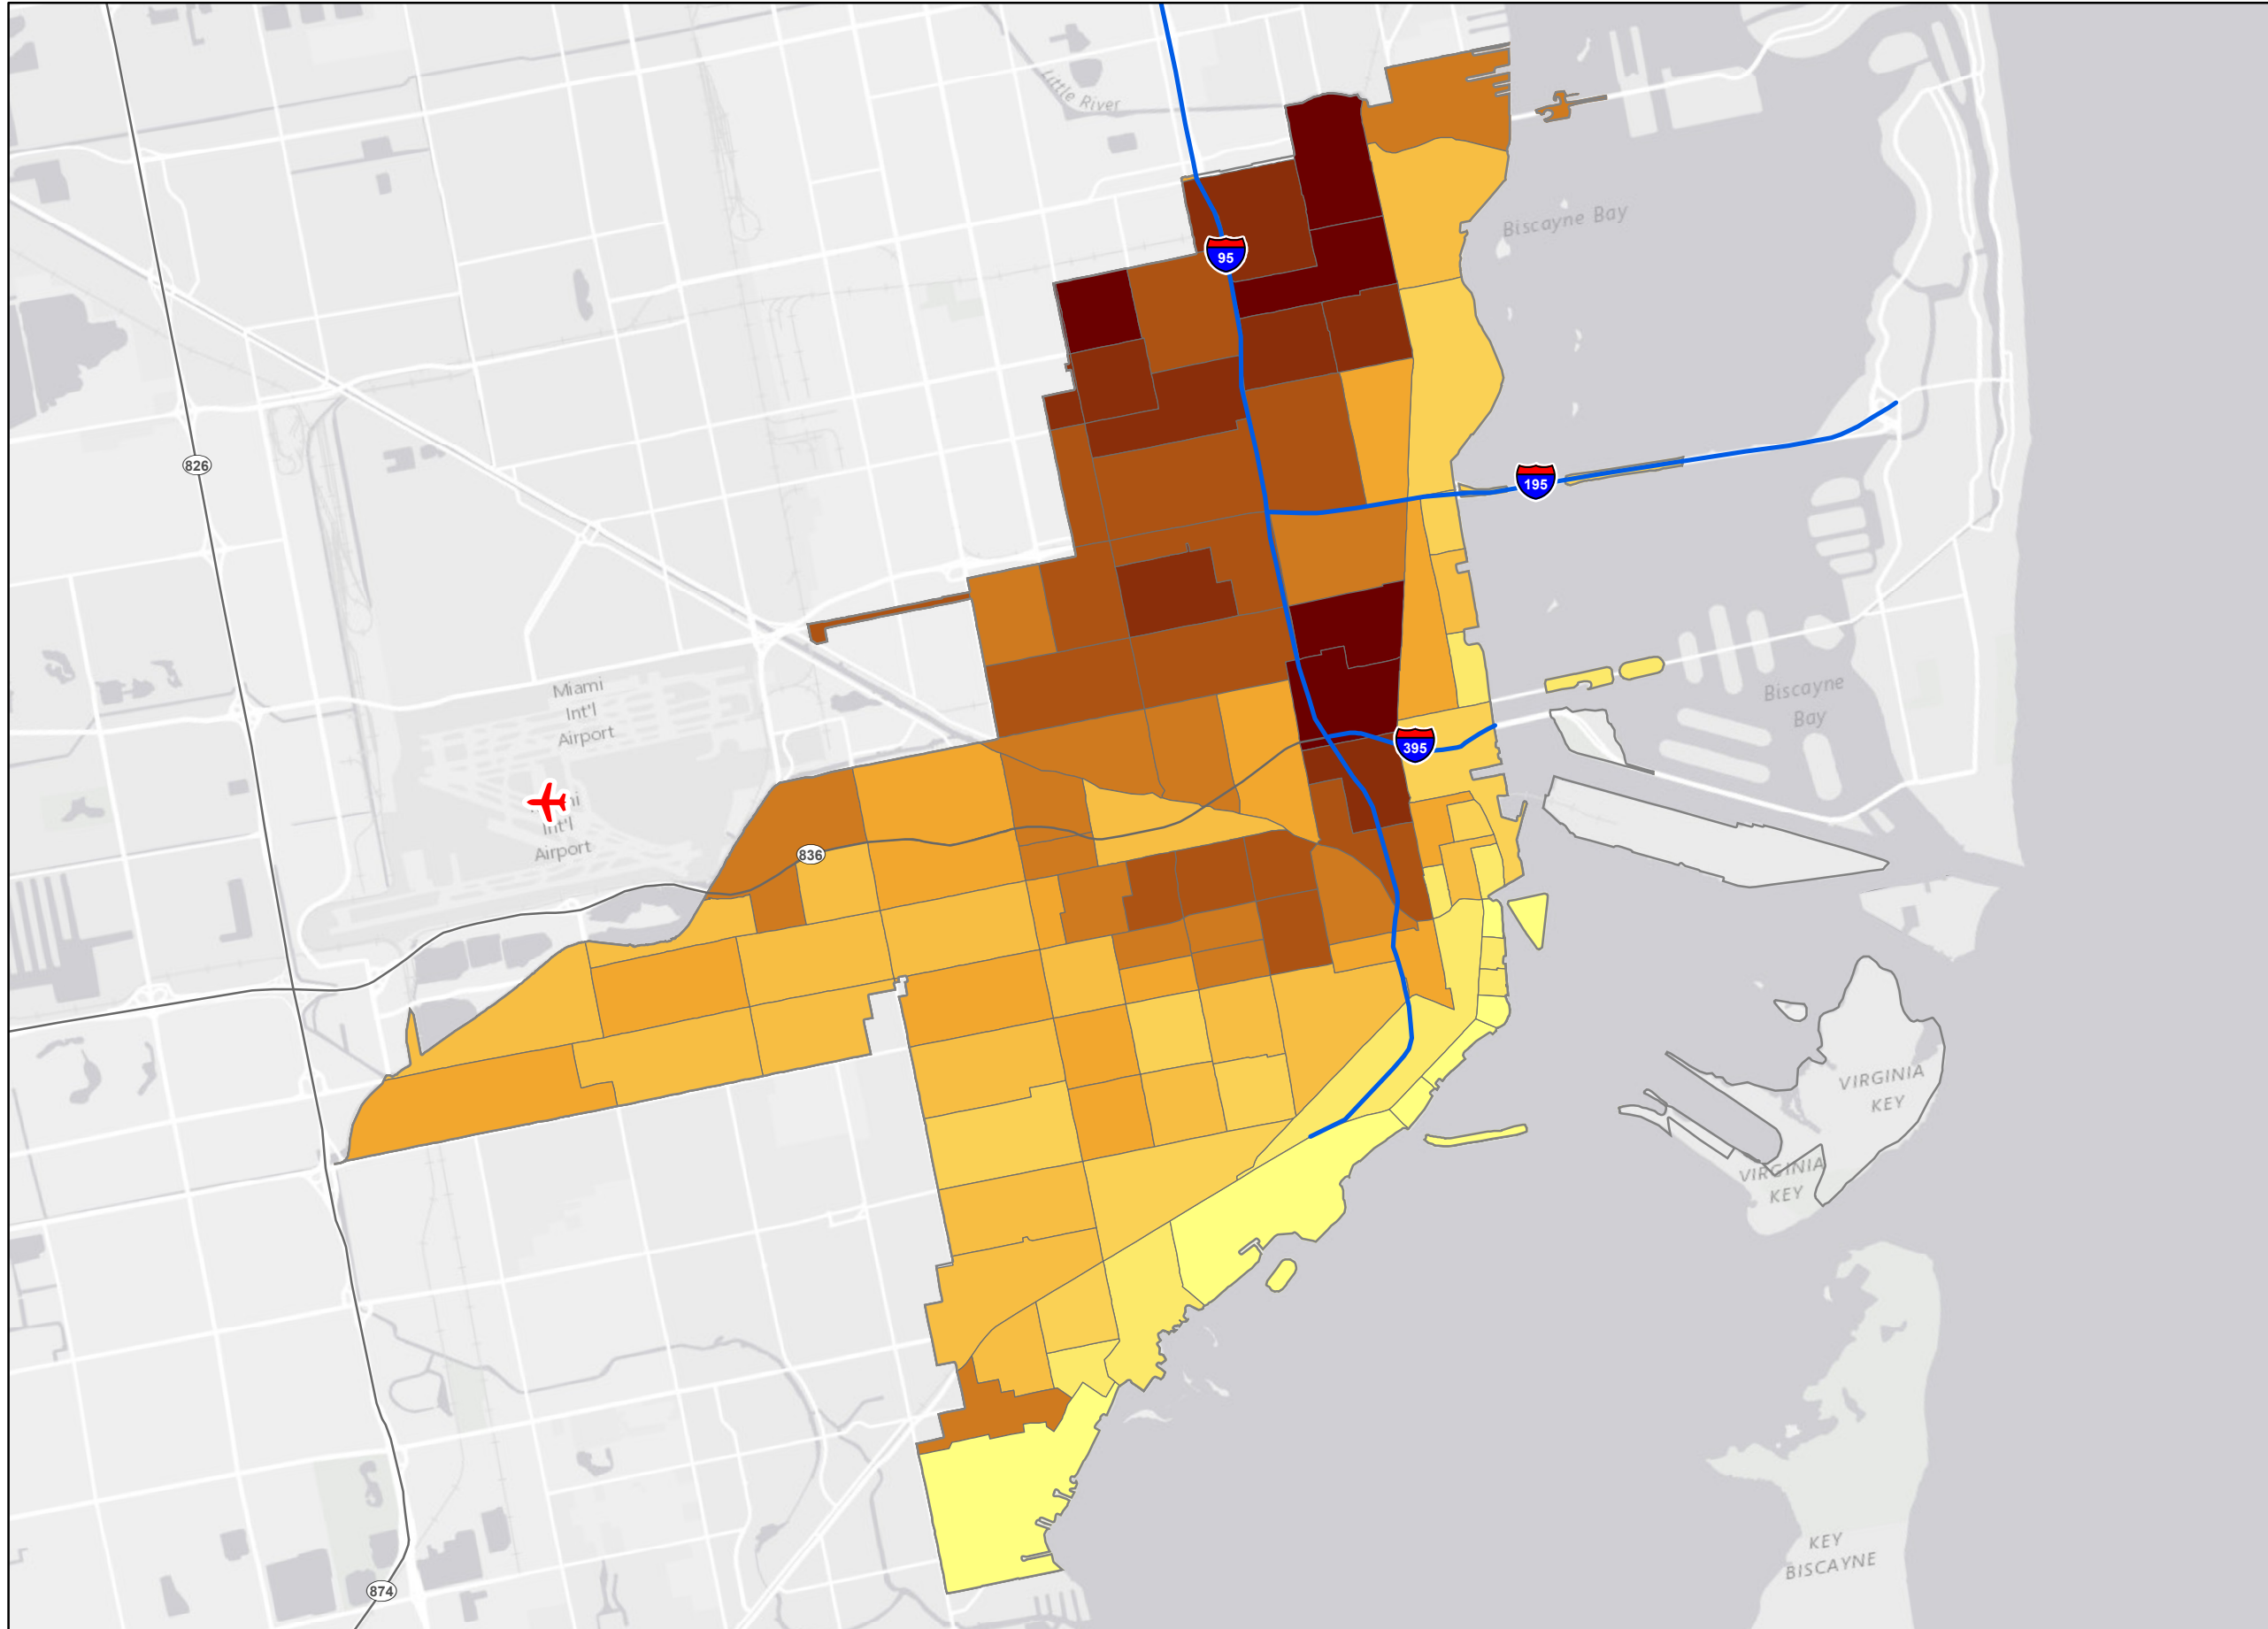 Little River
95
Biscayne Bay
826
195
Miami
Int'l
Airport
Biscayne
Bay
395
Int'l
Airport
836
VIRGINIA
KEY
VIRGINIA
KEY
KEY
BISCAYNE
874